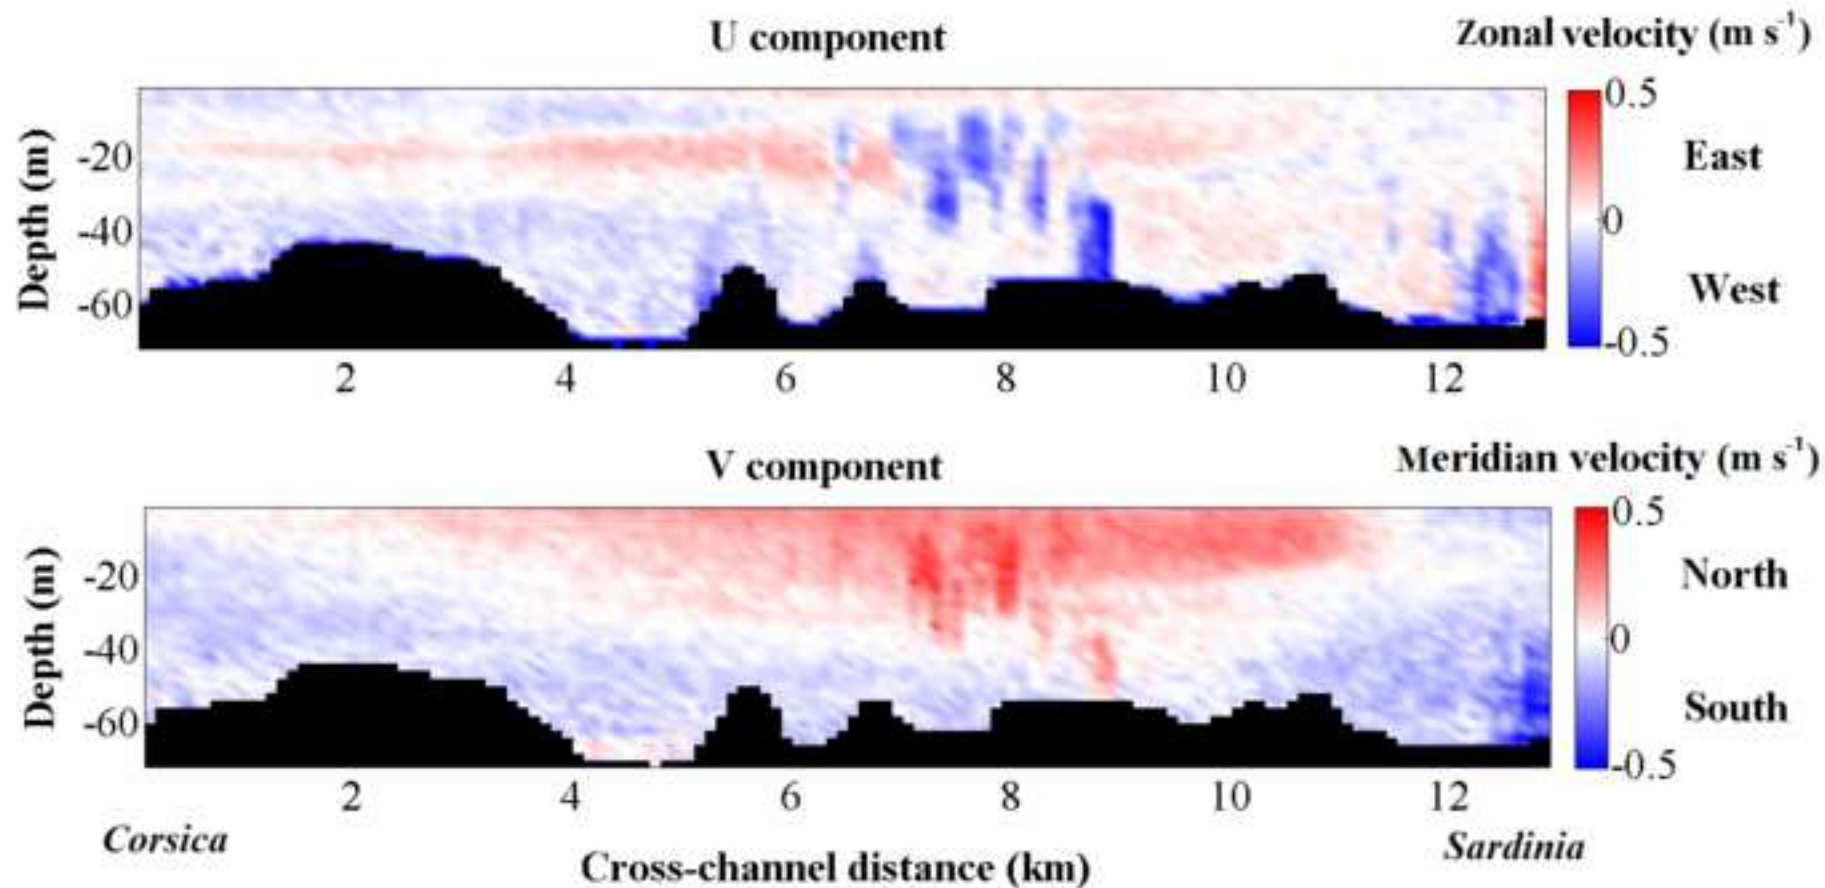 U component
Zonal velocity (m s-1)
0.5
East
0
West
-0.5
Depth (m)
-20
-40
-60
2 4 6 8 10 12
V component
Meridian velocity (m s-1)
0.5
North
0
South
-0.5
Depth (m)
-20
-40
-60
2 4 6 8 10 12
Corsica
Sardinia
Cross-channel distance (km)